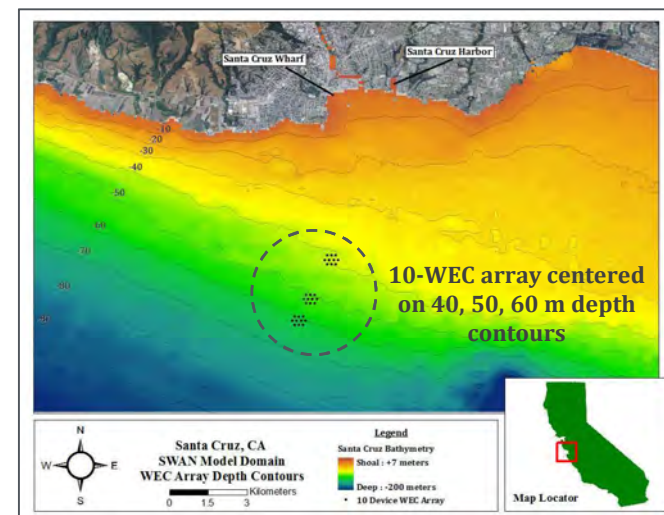 Santa Cruz Wharf
Santa Cruz Harbor
-10
-20
-30
-40
-50
-60
-70
-80
-90
10-WEC array centered
on 40, 50, 60 m depth
contours
N
W
E
S
Santa Cruz, CA
SWAN Model Domain
WEC Array Depth Contours
Kilometers
0 1.5 3
Legend
Santa Cruz Bathymetry
Shoal : +7 meters
Deep : -200 meters
10 Device WEC Array
Map Locator